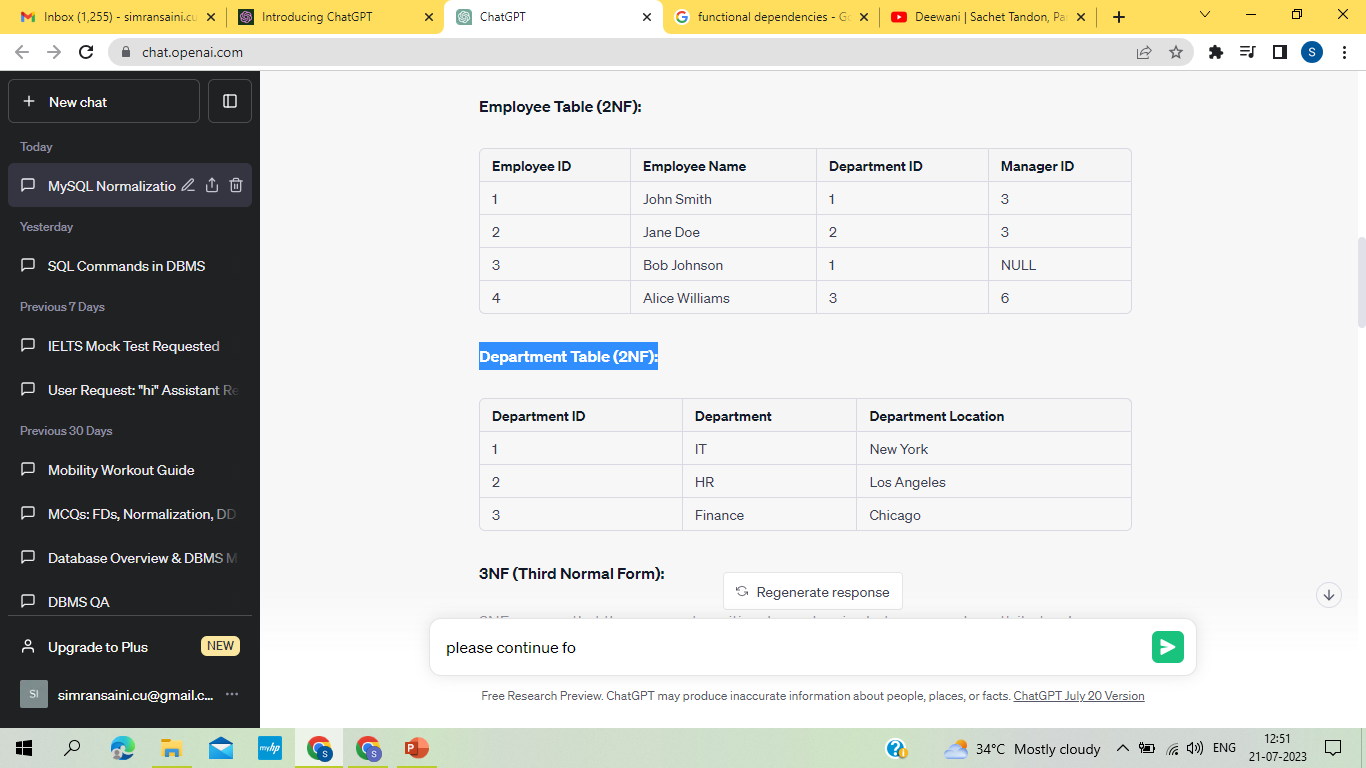 Inbox (1,255) - simransaini.cu
Introducing ChatGPT
ChatGPT
functional dependencies - Go
Deewani | Sachet Tandon, Pa
chat.openai.com
S
New chat
Today
MySQL Normalizatio
Yesterday
SQL Commands in DBMS
Previous 7 Days
IELTS Mock Test Requested
User Request: "hi" Assistant Re
Previous 30 Days
Mobility Workout Guide
MCQs: FDs, Normalization, DD
Database Overview & DBMS M
DBMS QA
Upgrade to Plus NEW
SI simransaini.cu@gmail.c...
Employee Table (2NF):
Employee ID Employee Name Department ID Manager ID
1 John Smith 1 3
2 Jane Doe 2 3
3 Bob Johnson 1 NULL
4 Alice Williams 3 6
Department Table (2NF):
Department ID Department Department Location
1 IT New York
2 HR Los Angeles
3 Finance Chicago
3NF (Third Normal Form):
Regenerate response
please continue fo
Free Research Preview. ChatGPT may produce inaccurate information about people, places, or facts. ChatGPT July 20 Version
34°C Mostly cloudy ENG 12:51
21-07-2023